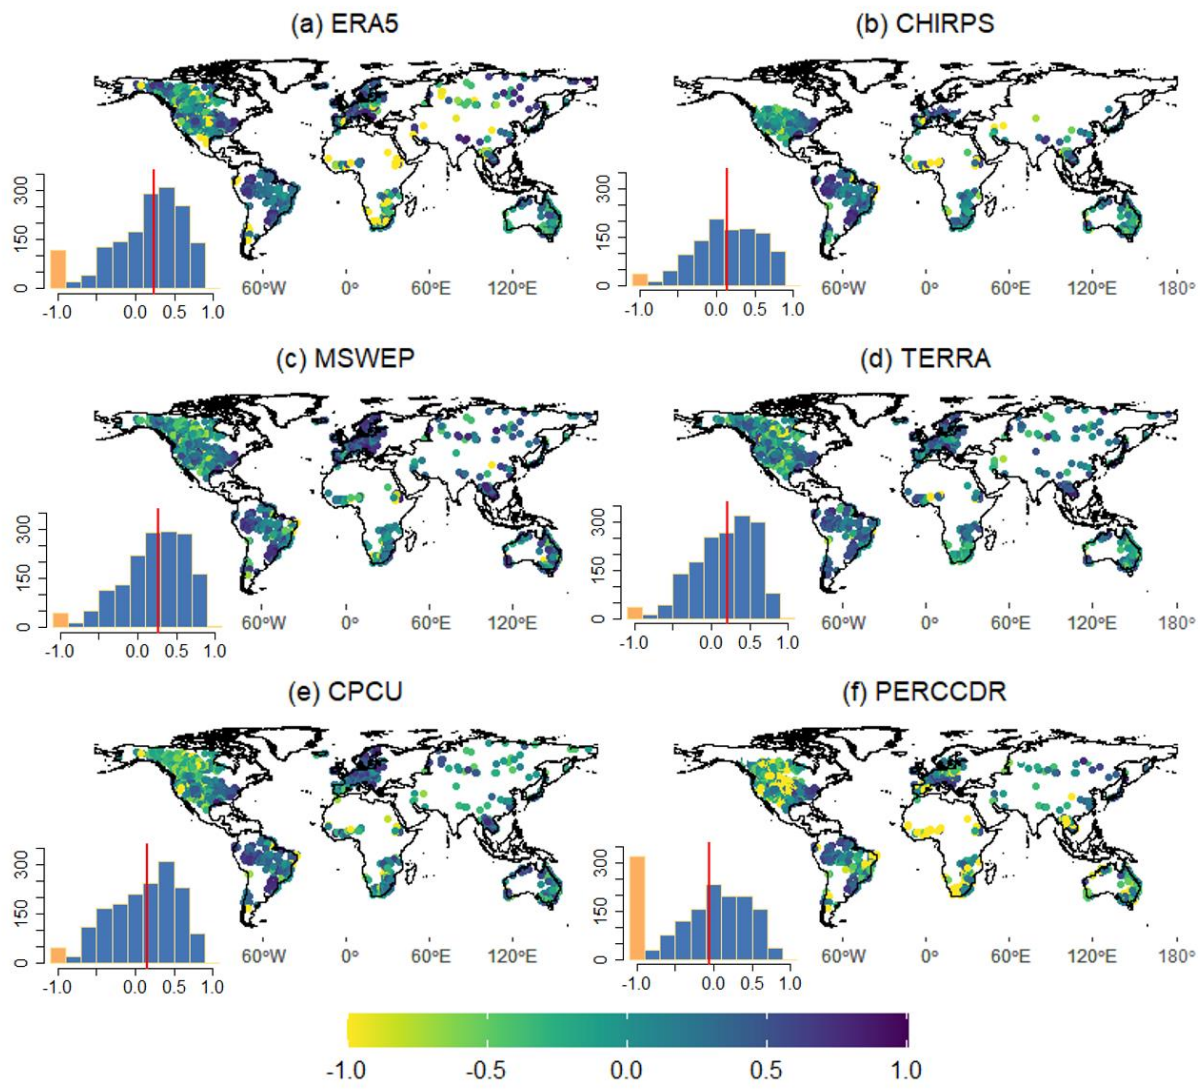 (a) ERA5
(b) CHIRPS
300
150
0
-1.0 0.0 0.5 1.0
60°W 0° 60°E 120°E
300
150
0
-1.0 0.0 0.5 1.0
60°W 0° 60°E 120°E 180°
(c) MSWEP
(d) TERRA
300
150
0
-1.0 0.0 0.5 1.0
60°W 0° 60°E 120°E
300
150
0
-1.0 0.0 0.5 1.0
60°W 0° 60°E 120°E 180°
(e) CPCU
(f) PERCCDR
300
150
0
-1.0 0.0 0.5 1.0
60°W 0° 60°E 120°E
300
150
0
-1.0 0.0 0.5 1.0
60°W 0° 60°E 120°E 180°
-1.0 -0.5 0.0 0.5 1.0